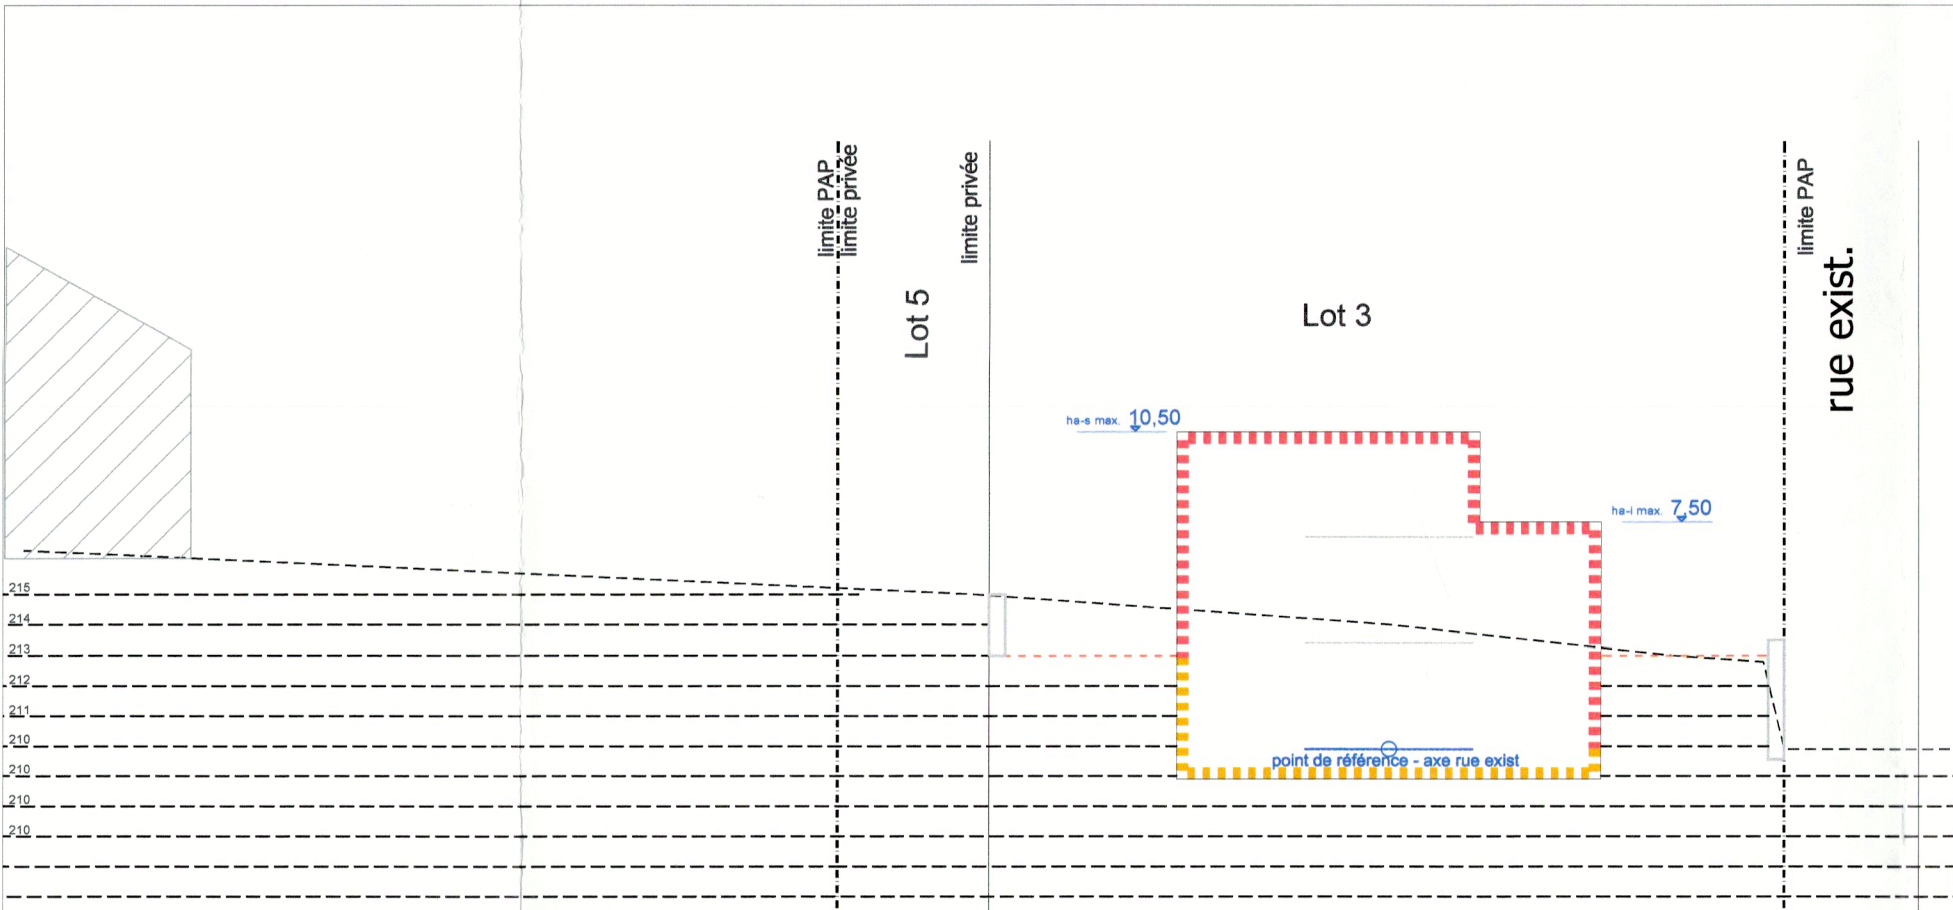 limite PAP
limite privée
limite privée
limite PAP
rue exist.
Lot 5
Lot 3
ha-s max. 10,50
ha-i max. 7,50
215
214
213
212
211
210
210
210
210
point de référence - axe rue exist